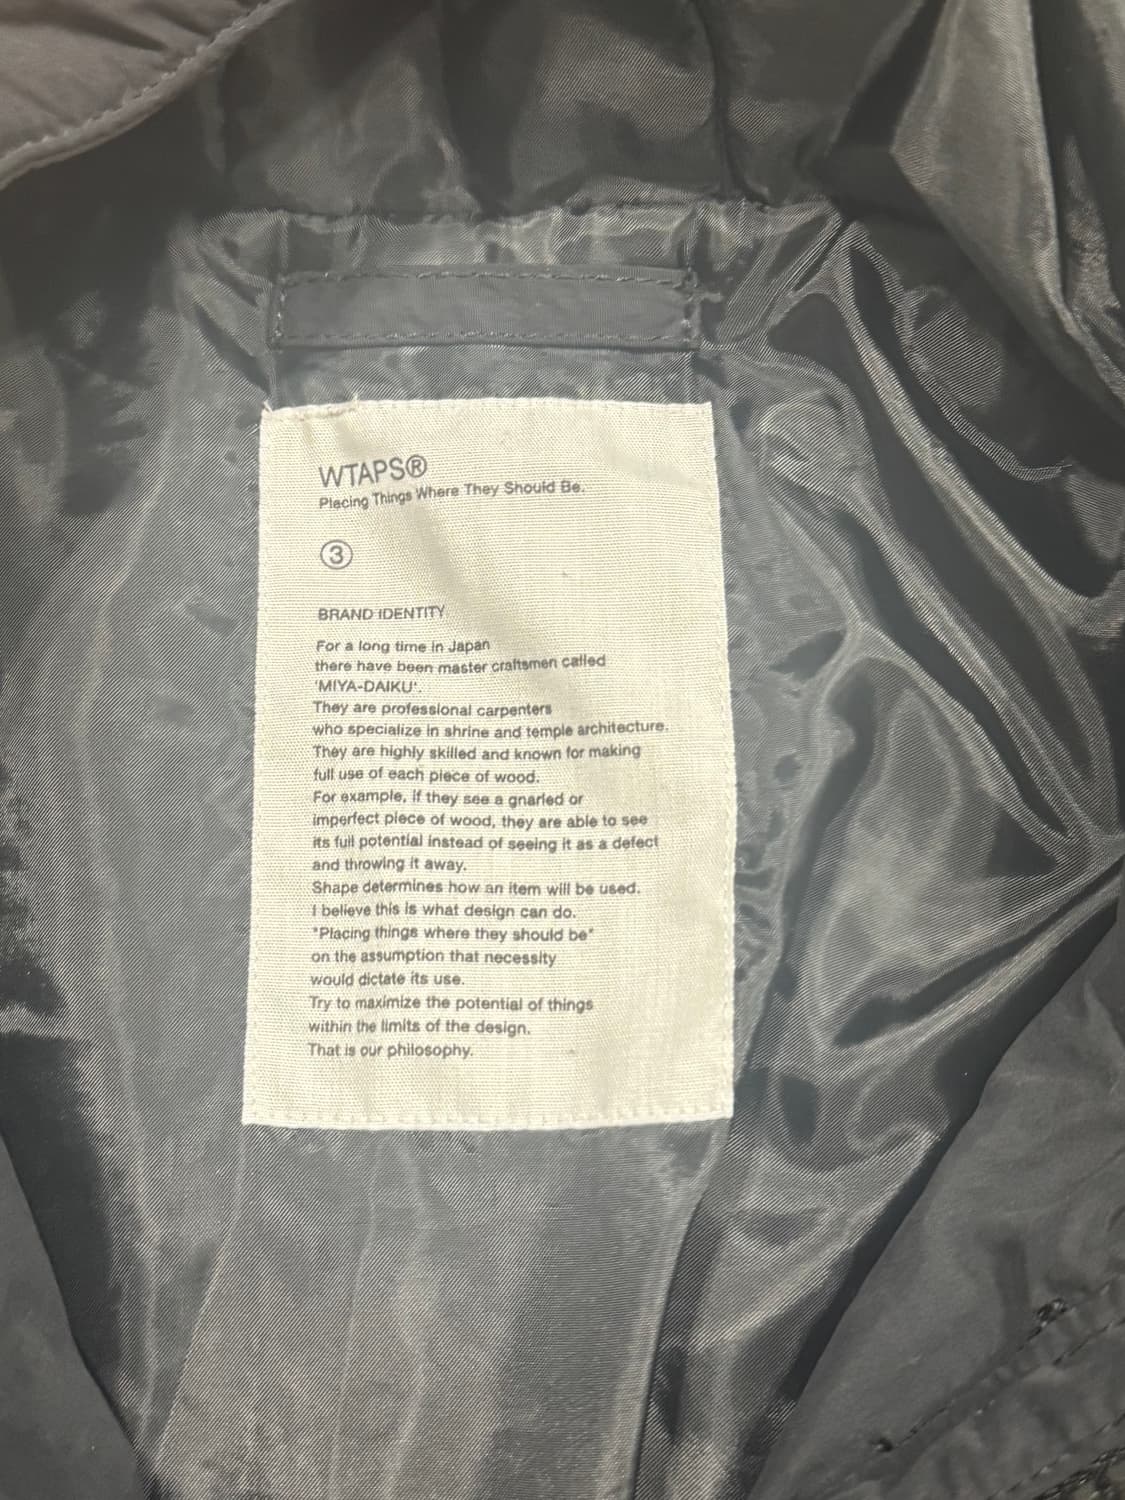 WTAPS®
Placing Things Where They Should Be.
③
BRAND IDENTITY
For a long time in Japan
there have been master craftsmen called
'MIYA-DAIKU'.
They are professional carpenters
who specialize in shrine and temple architecture.
They are highly skilled and known for making
full use of each piece of wood.
For example, if they see a gnarled or
imperfect piece of wood, they are able to see
its full potential instead of seeing it as a defect
and throwing it away.
Shape determines how an item will be used.
I believe this is what design can do.
"Placing things where they should be"
on the assumption that necessity
would dictate its use.
Try to maximize the potential of things
within the limits of the design.
That is our philosophy.